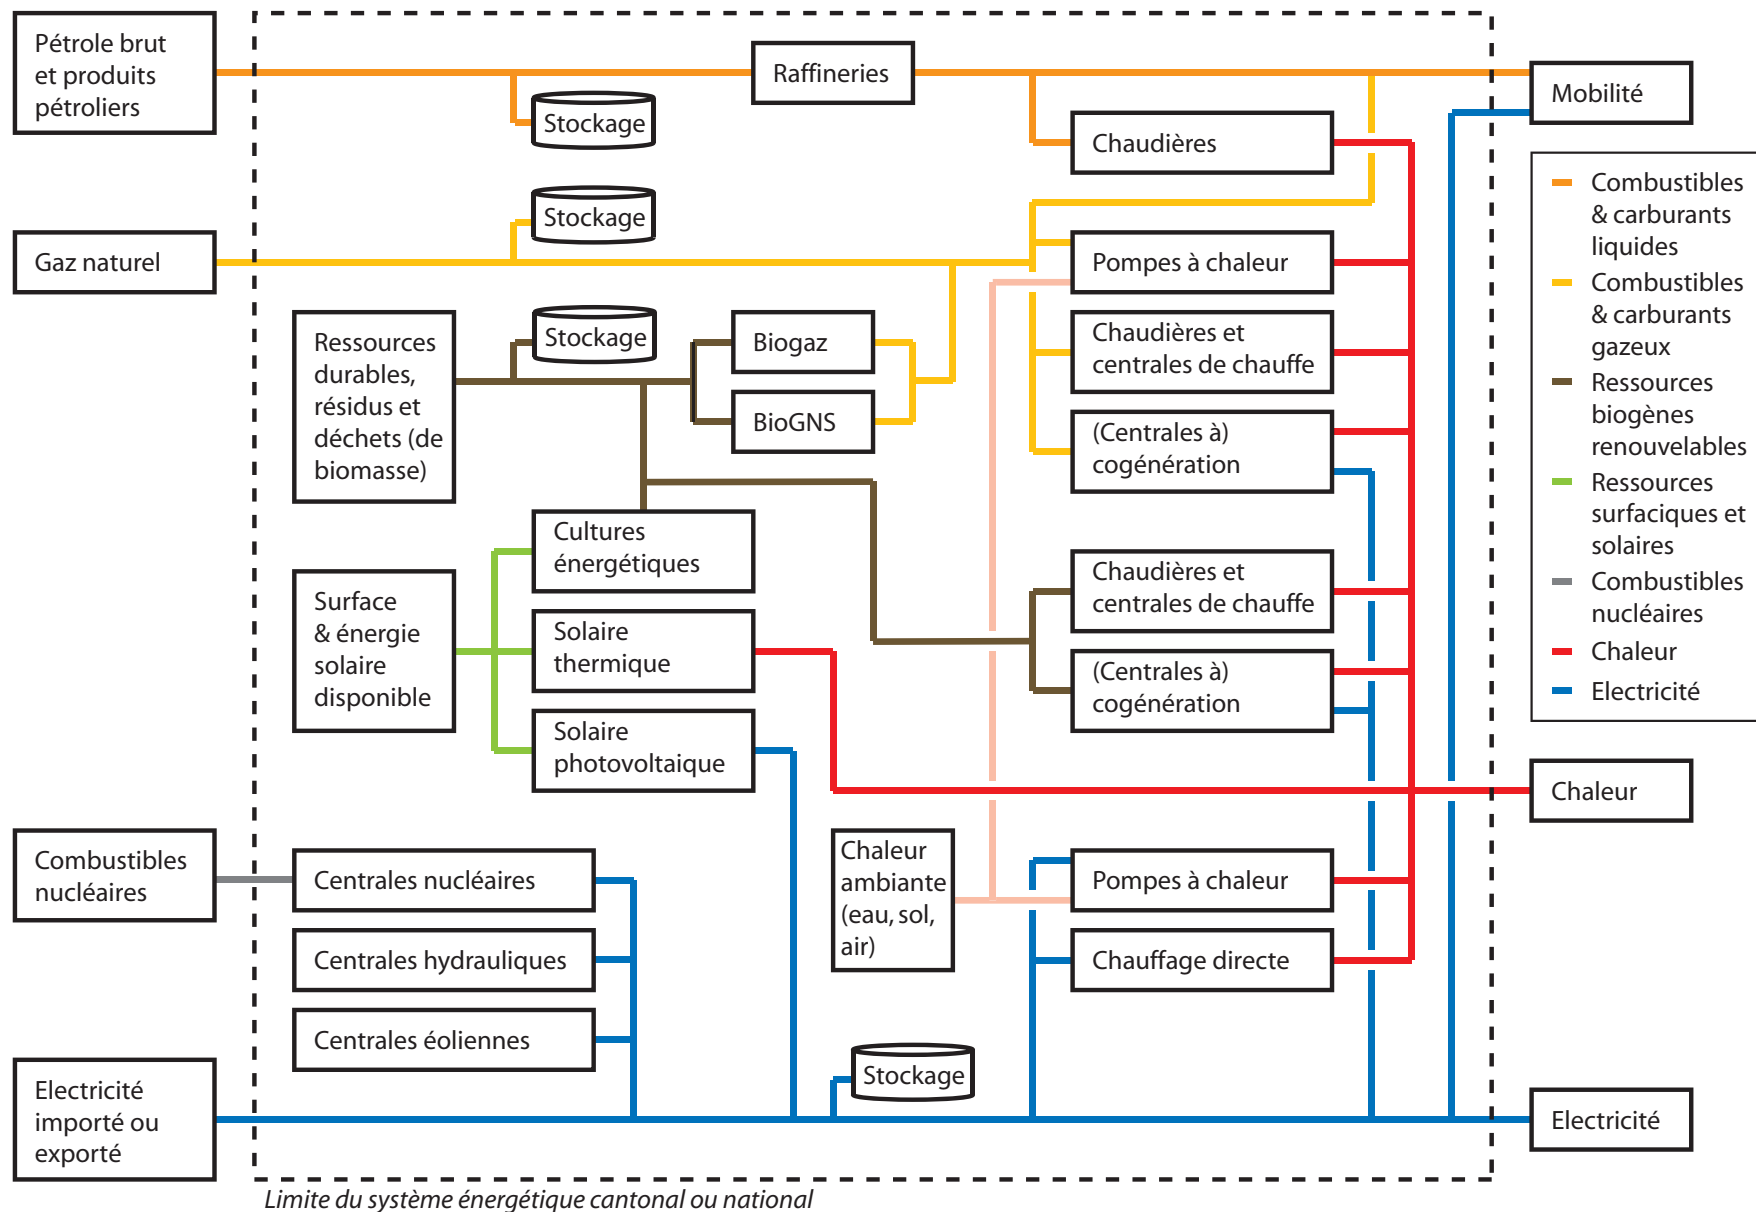 Pétrole brut
et produits
pétroliers
Raffineries
Mobilité
Stockage
Chaudières
Stockage
Gaz naturel
Pompes à chaleur
Combustibles
& carburants
liquides
Combustibles
& carburants
gazeux
Ressources
biogènes
renouvelables
Ressources
surfaciques et
solaires
Combustibles
nucléaires
Chaleur
Electricité
Ressources
durables,
résidus et
déchets (de
biomasse)
Stockage
Biogaz
BioGNS
Chaudières et
centrales de chauffe
(Centrales à)
cogénération
Cultures
énergétiques
Surface
& énergie
solaire
disponible
Solaire
thermique
Solaire
photovoltaique
Chaudières et
centrales de chauffe
(Centrales à)
cogénération
Chaleur
Combustibles
nucléaires
Centrales nucléaires
Centrales hydrauliques
Centrales éoliennes
Chaleur
ambiante
(eau, sol,
air)
Pompes à chaleur
Chauffage directe
Stockage
Electricité
importé ou
exporté
Electricité
Limite du système énergétique cantonal ou national